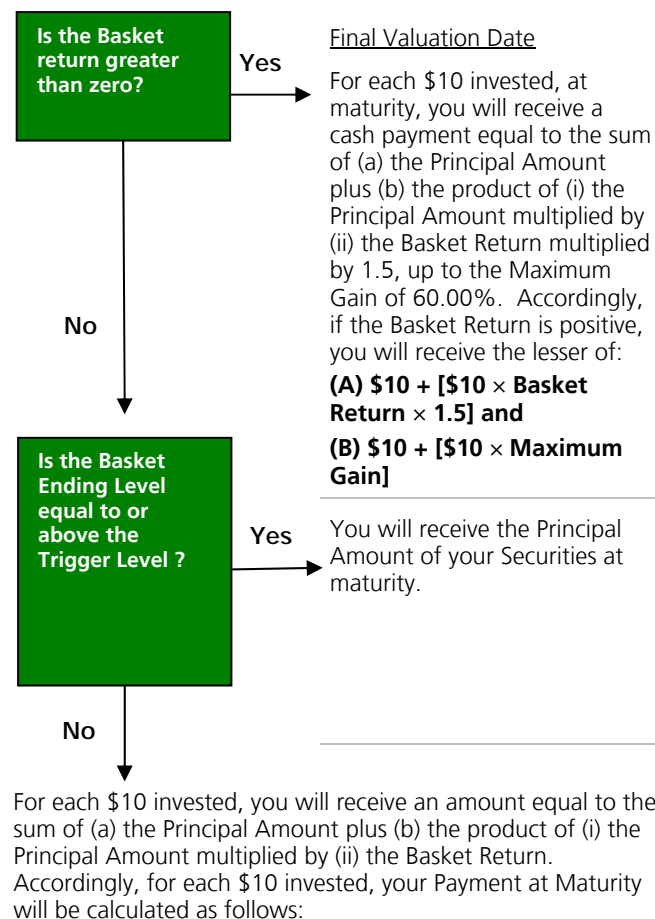 Is the Basket
return greater
than zero?
Yes
Final Valuation Date
For each $10 invested, at
maturity, you will receive a
cash payment equal to the sum
of (a) the Principal Amount
plus (b) the product of (i) the
Principal Amount multiplied by
(ii) the Basket Return multiplied
by 1.5, up to the Maximum
Gain of 60.00%.  Accordingly,
if the Basket Return is positive,
you will receive the lesser of:
(A) $10 + [$10 × Basket
Return × 1.5] and
(B) $10 + [$10 × Maximum
Gain]
No
Is the Basket
Ending Level
equal to or
above the
Trigger Level ?
Yes
You will receive the Principal
Amount of your Securities at
maturity.
No
For each $10 invested, you will receive an amount equal to the
sum of (a) the Principal Amount plus (b) the product of (i) the
Principal Amount multiplied by (ii) the Basket Return.
Accordingly, for each $10 invested, your Payment at Maturity
will be calculated as follows: